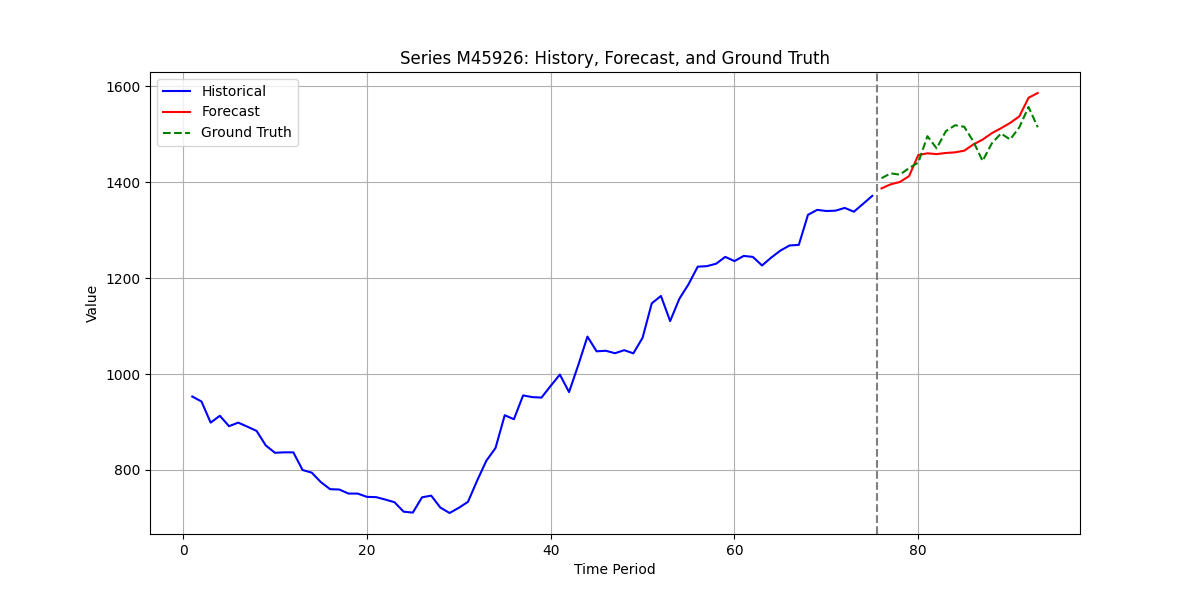 Series M45926: History, Forecast, and Ground Truth
Historical
Forecast
Ground Truth
1600
1400
1200
1000
800
Value
0 20 40 60 80
Time Period